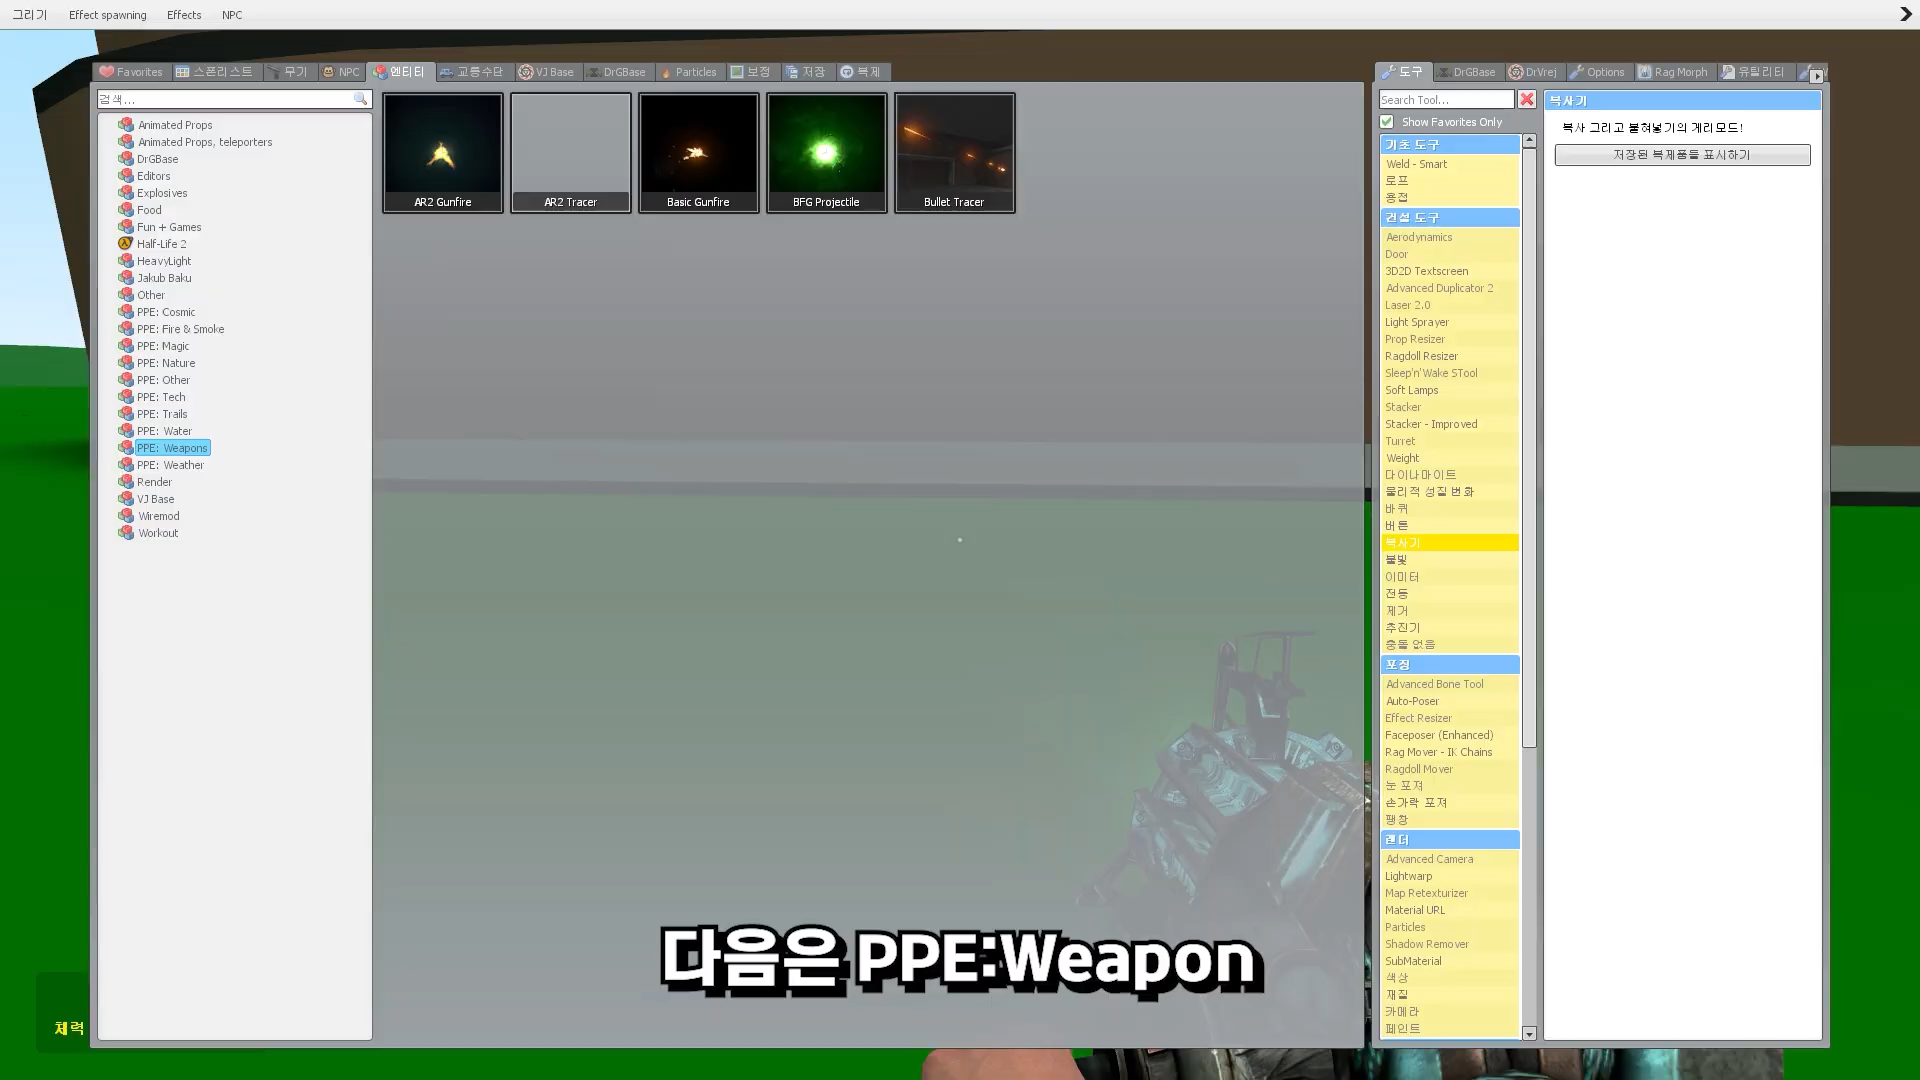 그리기 Effect spawning Effects NPC
Favorites 스폰리스트 무기 NPC 엔티티 교통수단 VJ Base DrGBase Particles 보정 저장 복제
검색...
Animated Props
Animated Props, teleporters
DrGBase
Editors
Explosives
Food
Fun + Games
Half-Life 2
HeavyLight
Jakub Baku
Other
PPE: Cosmic
PPE: Fire & Smoke
PPE: Magic
PPE: Nature
PPE: Other
PPE: Tech
PPE: Trails
PPE: Water
PPE: Weapons
PPE: Weather
Render
VJ Base
Wiremod
Workout
AR2 Gunfire
AR2 Tracer
Basic Gunfire
BFG Projectile
Bullet Tracer
도구 DrGBase DrVrej Options Rag Morph 유틸리티
Search Tool...
Show Favorites Only
기초 도구
Weld - Smart
로프
용접
건설 도구
Aerodynamics
Door
3D2D Textscreen
Advanced Duplicator 2
Laser 2.0
Light Sprayer
Prop Resizer
Ragdoll Resizer
Sleep'n'Wake STool
Soft Lamps
Stacker
Stacker - Improved
Turret
Weight
다이나마이트
물리적 성질 변화
바퀴
버튼
복사기
불빛
이미터
전등
제거
추진기
충돌 없음
포징
Advanced Bone Tool
Auto-Poser
Effect Resizer
Faceposer (Enhanced)
Rag Mover - IK Chains
Ragdoll Mover
눈 포져
손가락 포져
팽창
렌더
Advanced Camera
Lightwarp
Map Retexturizer
Material URL
Particles
Shadow Remover
SubMaterial
색상
재질
카메라
페인트
복사기
복사 그리고 붙혀넣기의 게리모드!
저장된 복제품들 표시하기
다음은 PPE:Weapon
체력